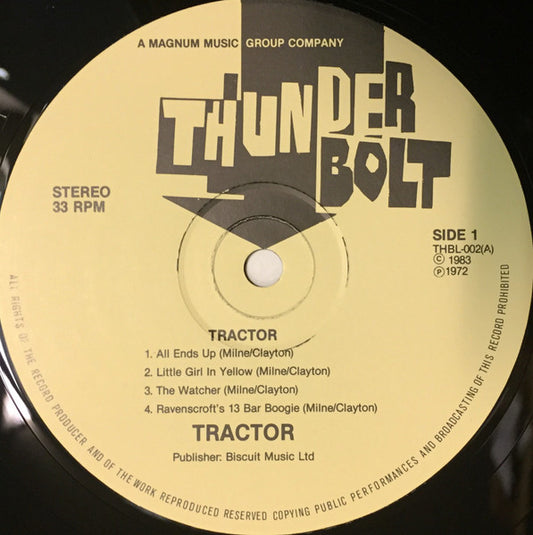 A MAGNUM MUSIC GROUP COMPANY
THUNDER
BOLT
STEREO
33 RPM
SIDE 1
THBL-002(A)
© 1983
℗ 1972
TRACTOR
1. All Ends Up (Milne/Clayton)
2. Little Girl In Yellow (Milne/Clayton)
3. The Watcher (Milne/Clayton)
4. Ravenscroft's 13 Bar Boogie (Milne/Clayton)
TRACTOR
Publisher: Biscuit Music Ltd
ALL RIGHTS OF THE RECORD PRODUCER AND OF THE WORK REPRODUCED RESERVED COPYING PUBLIC PERFORMANCES AND BROADCASTING OF THIS RECORD PROHIBITED